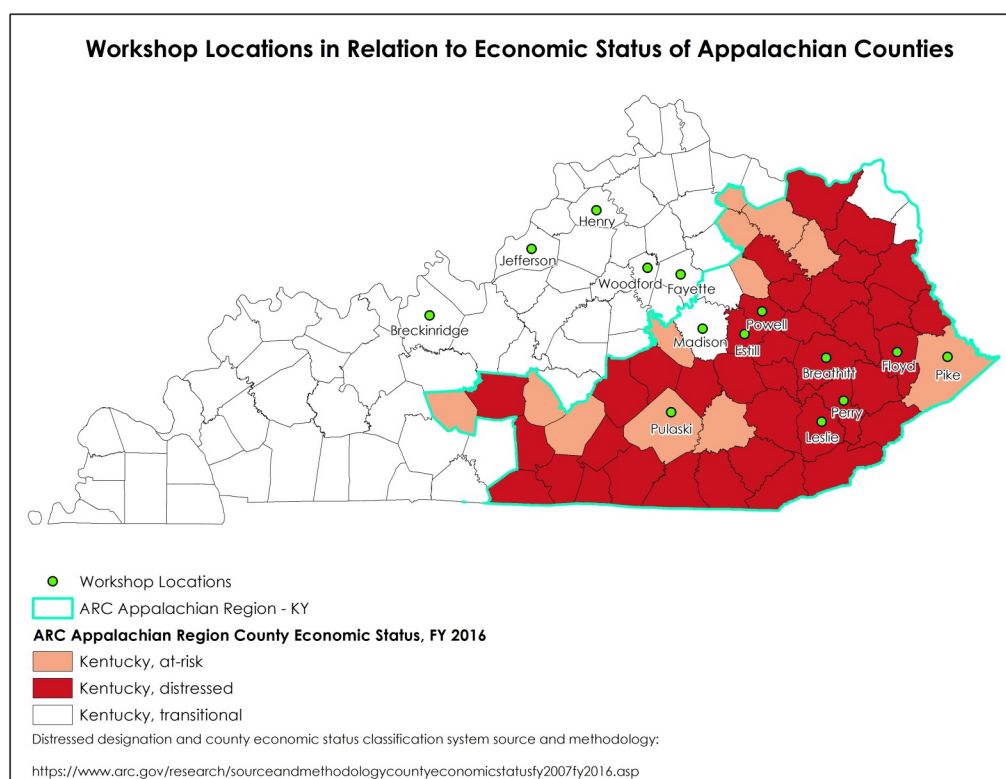 Workshop Locations in Relation to Economic Status of Appalachian Counties
Henry
Jefferson
Woodford
Fayette
Breckinridge
Madison
Powell
Estill
Breathitt
Floyd
Pike
Perry
Pulaski
Leslie
Workshop Locations
ARC Appalachian Region - KY
ARC Appalachian Region County Economic Status, FY 2016
Kentucky, at-risk
Kentucky, distressed
Kentucky, transitional
Distressed designation and county economic status classification system source and methodology:
https://www.arc.gov/research/sourceandmethodologycountyeconomicstatusfy2007fy2016.asp